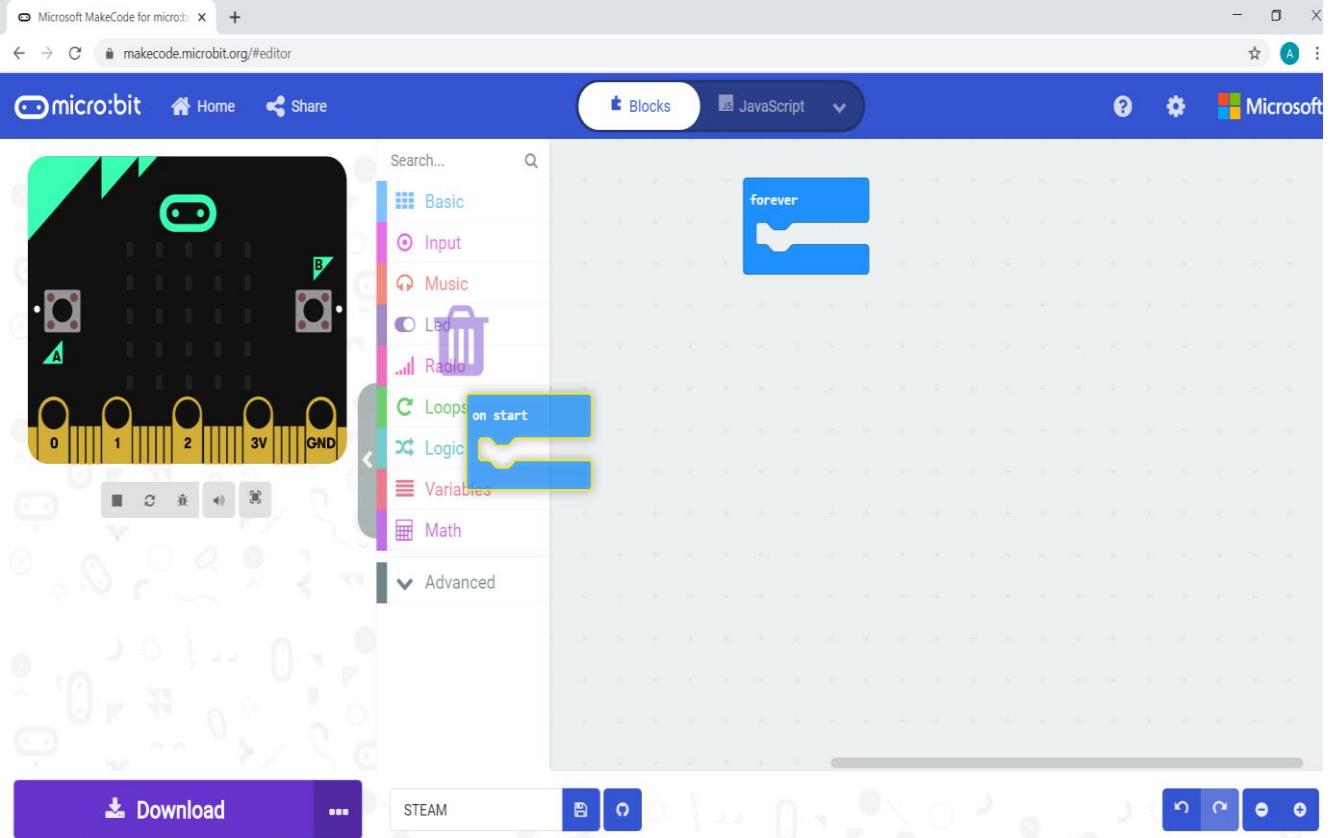 Microsoft MakeCode for micro:b
makecode.microbit.org/#editor
A
micro:bit Home Share Blocks JavaScript Microsoft
Search...
Basic
Input
Music
Led
Radio
Loops
Logic
Variables
Math
Advanced
forever
on start
B
A
0 1 2 3V GND
Download
STEAM